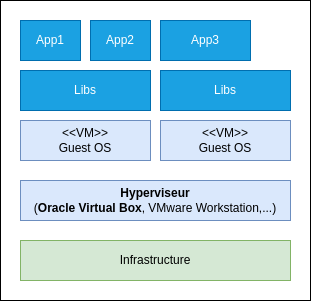 App1 App2 App3
Libs Libs
<<VM>> <<VM>>
Guest OS Guest OS
Hyperviseur
(Oracle Virtual Box, VMware Workstation,...)
Infrastructure